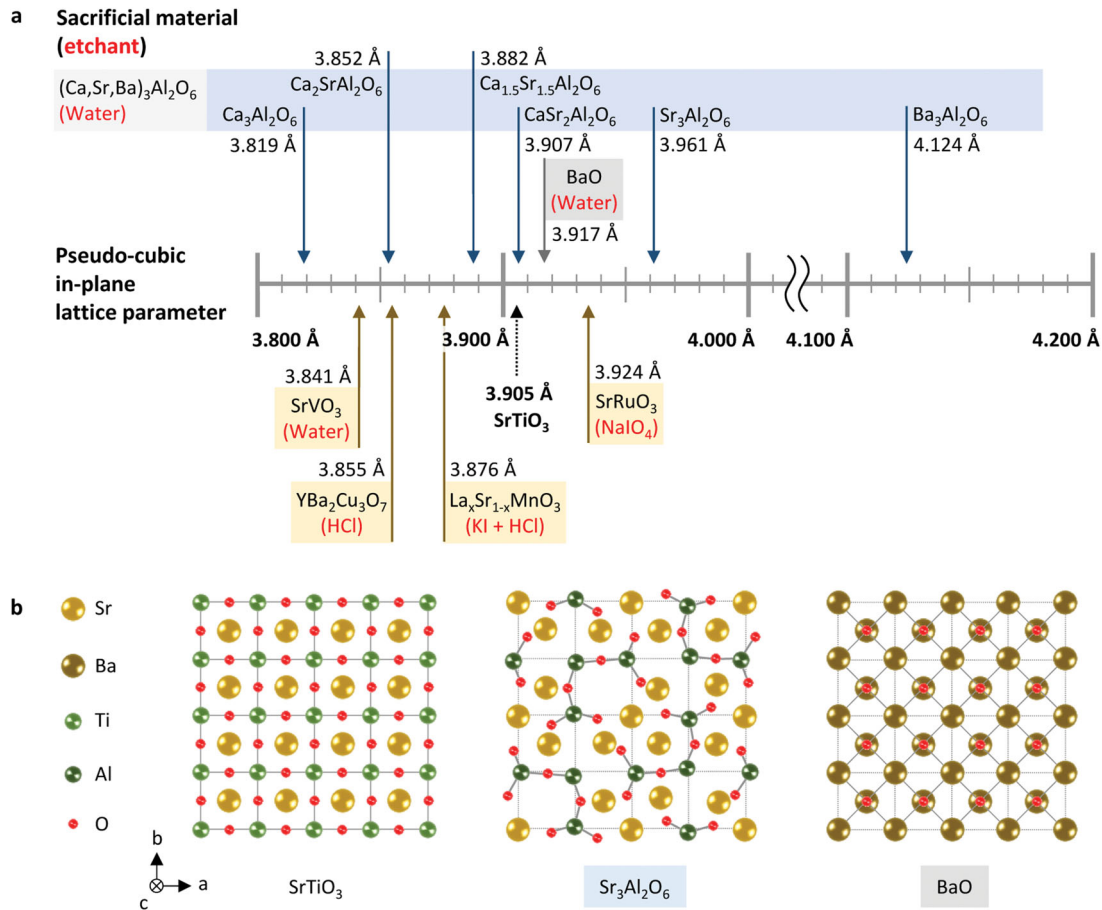 a
Sacrificial material
(etchant)
3.852 Å
3.882 Å
(Ca,Sr,Ba)₃Al₂O₆
(Water)
Ca₂SrAl₂O₆
Ca₁.₅Sr₁.₅Al₂O₆
Ca₃Al₂O₆
CaSr₂Al₂O₆
Sr₃Al₂O₆
Ba₃Al₂O₆
3.819 Å
3.907 Å
3.961 Å
4.124 Å
BaO
(Water)
3.917 Å
Pseudo-cubic
in-plane
lattice parameter
3.800 Å
3.900 Å
4.000 Å
4.100 Å
4.200 Å
3.841 Å
SrVO₃
(Water)
3.905 Å
SrTiO₃
3.924 Å
SrRuO₃
(NaIO₄)
3.855 Å
YBa₂Cu₃O₇
(HCl)
3.876 Å
LaₓSr₁₋ₓMnO₃
(KI + HCl)
b
Sr
Ba
Ti
Al
O
b
a
c
SrTiO₃
Sr₃Al₂O₆
BaO